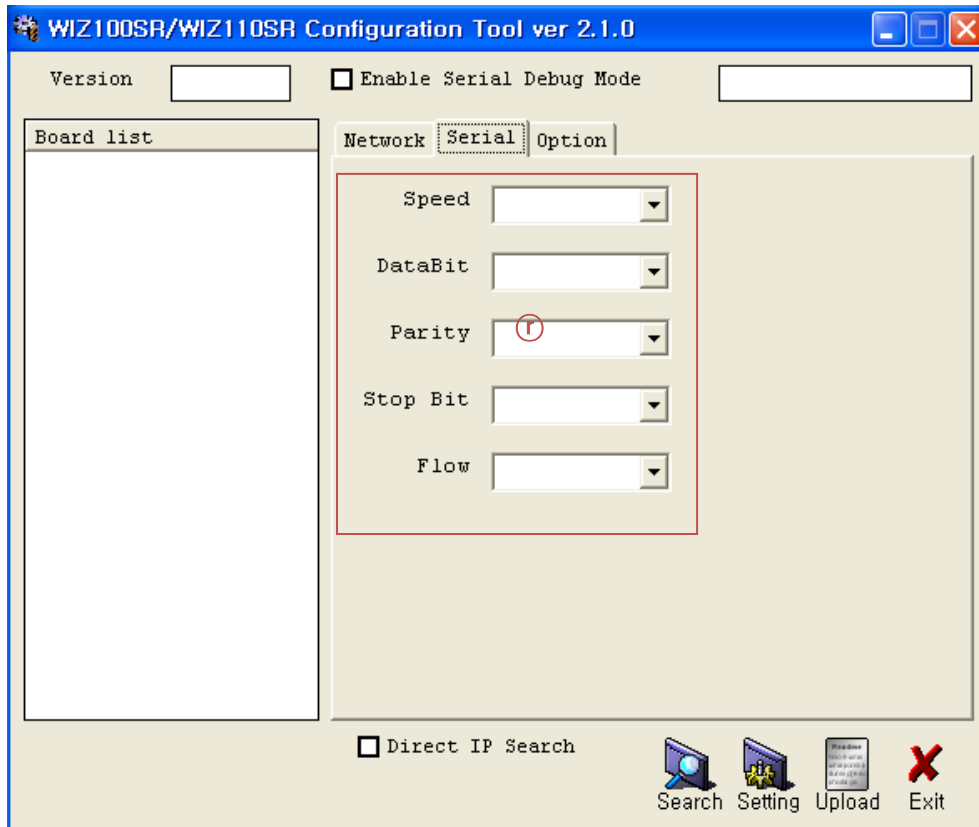 WIZ100SR/WIZ110SR Configuration Tool ver 2.1.0
Version
Enable Serial Debug Mode
Board list
Network Serial Option
Speed
DataBit
Parity ⓡ
Stop Bit
Flow
Direct IP Search
Readme
Search Setting Upload Exit